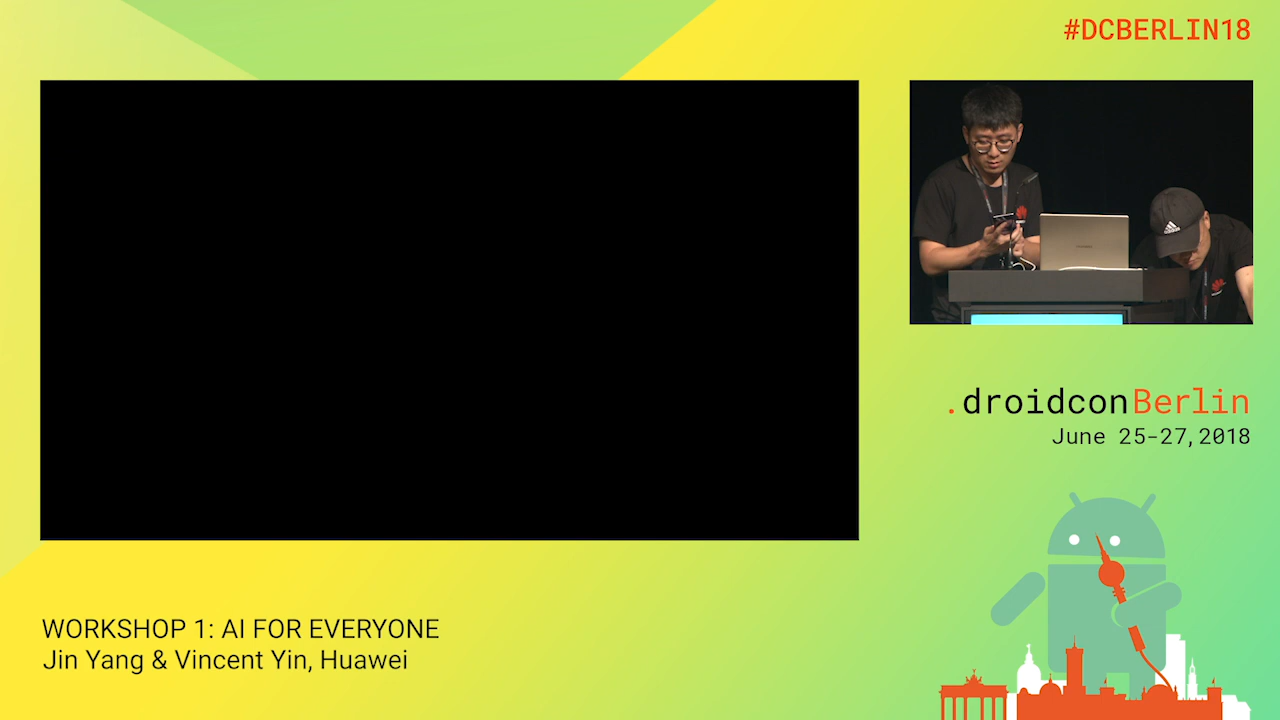 #DCBERLIN18
.droidconBerlin
June 25-27, 2018
WORKSHOP 1: AI FOR EVERYONE
Jin Yang & Vincent Yin, Huawei